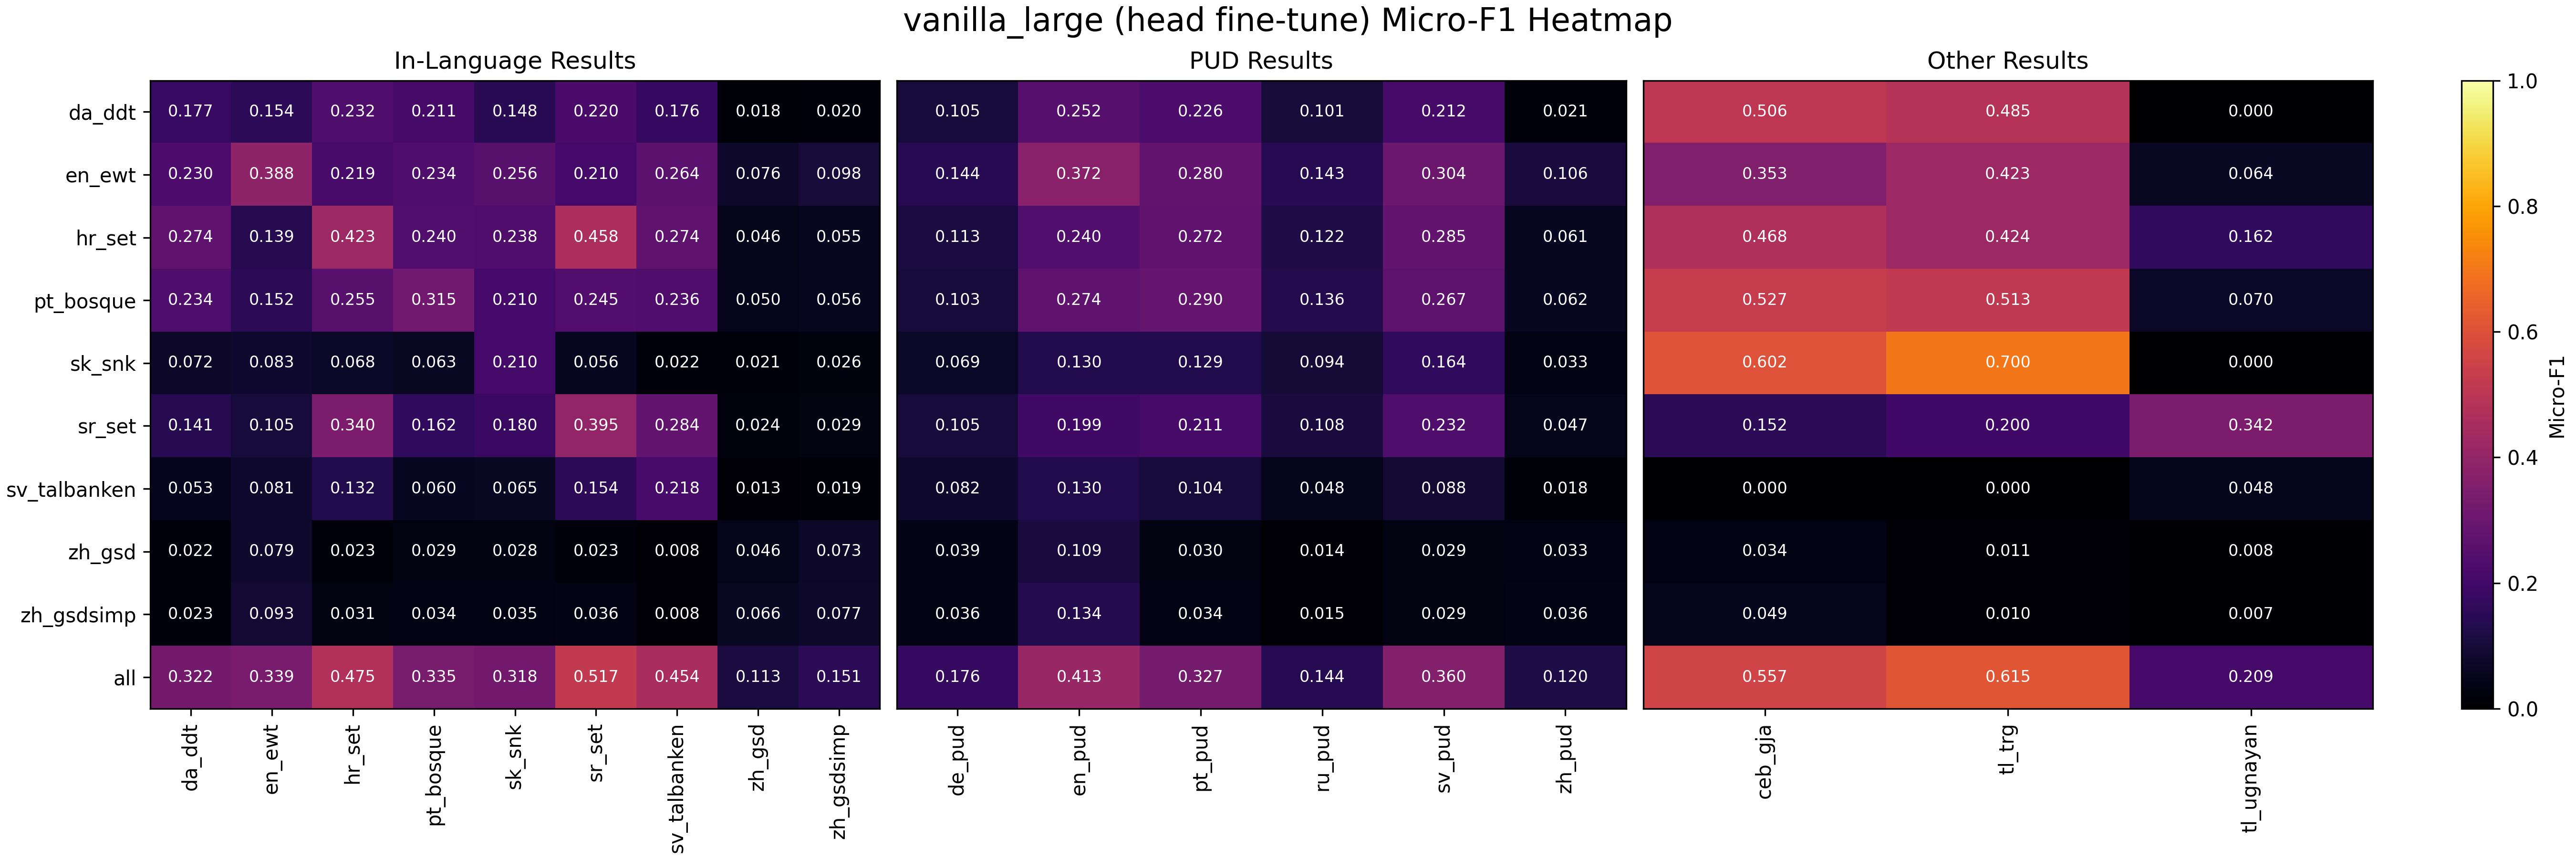 vanilla_large (head fine-tune) Micro-F1 Heatmap
In-Language Results PUD Results Other Results
da_ddt 0.177 0.154 0.232 0.211 0.148 0.220 0.176 0.018 0.020 0.105 0.252 0.226 0.101 0.212 0.021 0.506 0.485 0.000
en_ewt 0.230 0.388 0.219 0.234 0.256 0.210 0.264 0.076 0.098 0.144 0.372 0.280 0.143 0.304 0.106 0.353 0.423 0.064
hr_set 0.274 0.139 0.423 0.240 0.238 0.458 0.274 0.046 0.055 0.113 0.240 0.272 0.122 0.285 0.061 0.468 0.424 0.162
pt_bosque 0.234 0.152 0.255 0.315 0.210 0.245 0.236 0.050 0.056 0.103 0.274 0.290 0.136 0.267 0.062 0.527 0.513 0.070
sk_snk 0.072 0.083 0.068 0.063 0.210 0.056 0.022 0.021 0.026 0.069 0.130 0.129 0.094 0.164 0.033 0.602 0.700 0.000
sr_set 0.141 0.105 0.340 0.162 0.180 0.395 0.284 0.024 0.029 0.105 0.199 0.211 0.108 0.232 0.047 0.152 0.200 0.342
sv_talbanken 0.053 0.081 0.132 0.060 0.065 0.154 0.218 0.013 0.019 0.082 0.130 0.104 0.048 0.088 0.018 0.000 0.000 0.048
zh_gsd 0.022 0.079 0.023 0.029 0.028 0.023 0.008 0.046 0.073 0.039 0.109 0.030 0.014 0.029 0.033 0.034 0.011 0.008
zh_gsdsimp 0.023 0.093 0.031 0.034 0.035 0.036 0.008 0.066 0.077 0.036 0.134 0.034 0.015 0.029 0.036 0.049 0.010 0.007
all 0.322 0.339 0.475 0.335 0.318 0.517 0.454 0.113 0.151 0.176 0.413 0.327 0.144 0.360 0.120 0.557 0.615 0.209
da_ddt en_ewt hr_set pt_bosque sk_snk sr_set sv_talbanken zh_gsd zh_gsdsimp de_pud en_pud pt_pud ru_pud sv_pud zh_pud ceb_gja tl_trg tl_ugnayan
1.0
0.8
0.6
0.4
0.2
0.0
Micro-F1